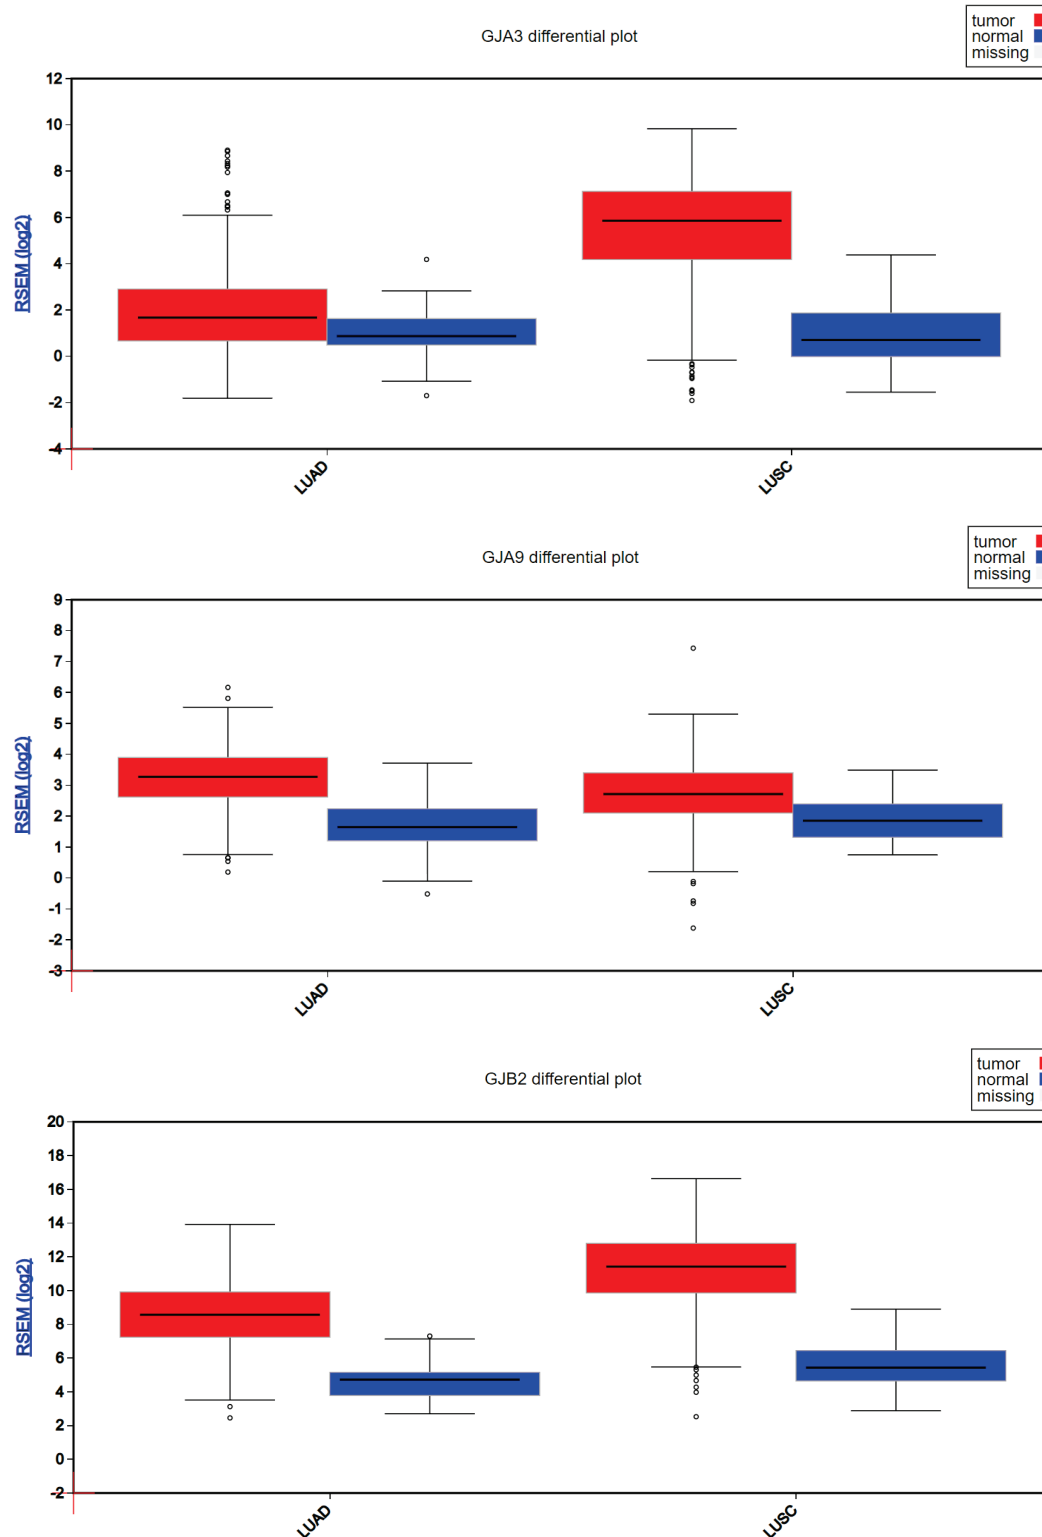 GJA3 differential plot
tumor
normal
missing
12
10
8
6
4
2
0
-2
-4
RSEM (log2)
LUAD
LUSC
GJA9 differential plot
tumor
normal
missing
9
8
7
6
5
4
3
2
1
0
-1
-2
-3
RSEM (log2)
LUAD
LUSC
GJB2 differential plot
tumor
normal
missing
20
18
16
14
12
10
8
6
4
2
0
-2
RSEM (log2)
LUAD
LUSC